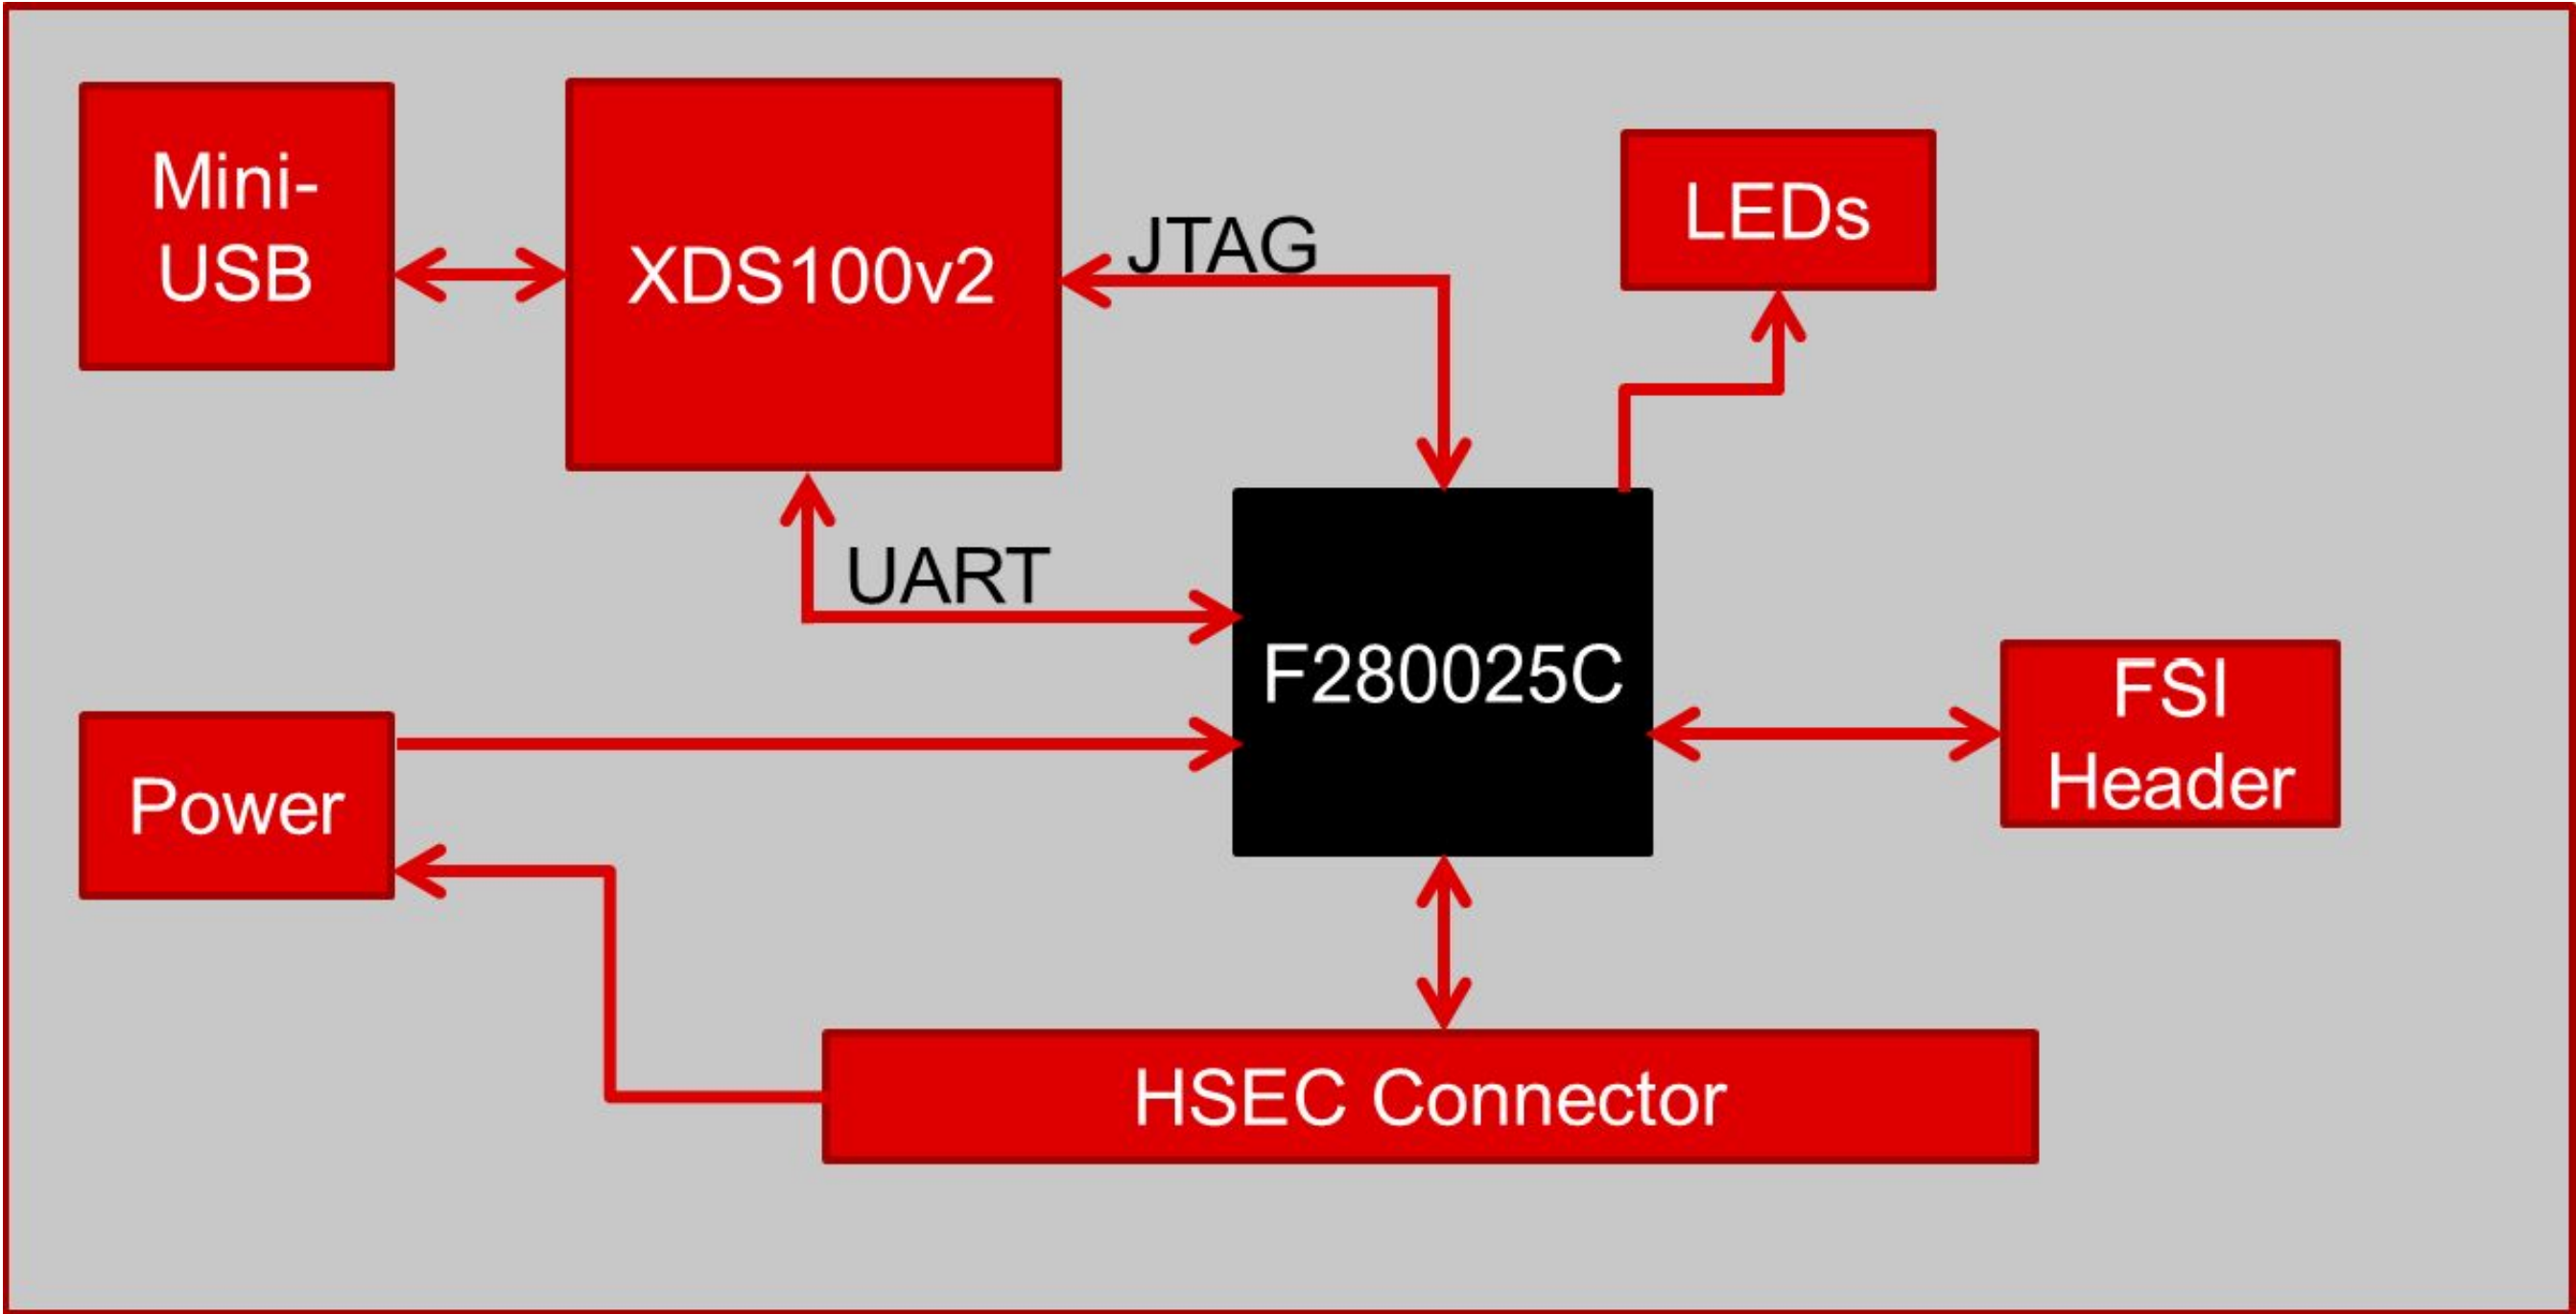 Mini-
USB
XDS100v2
JTAG
LEDs
UART
F280025C
FSI
Header
Power
HSEC Connector